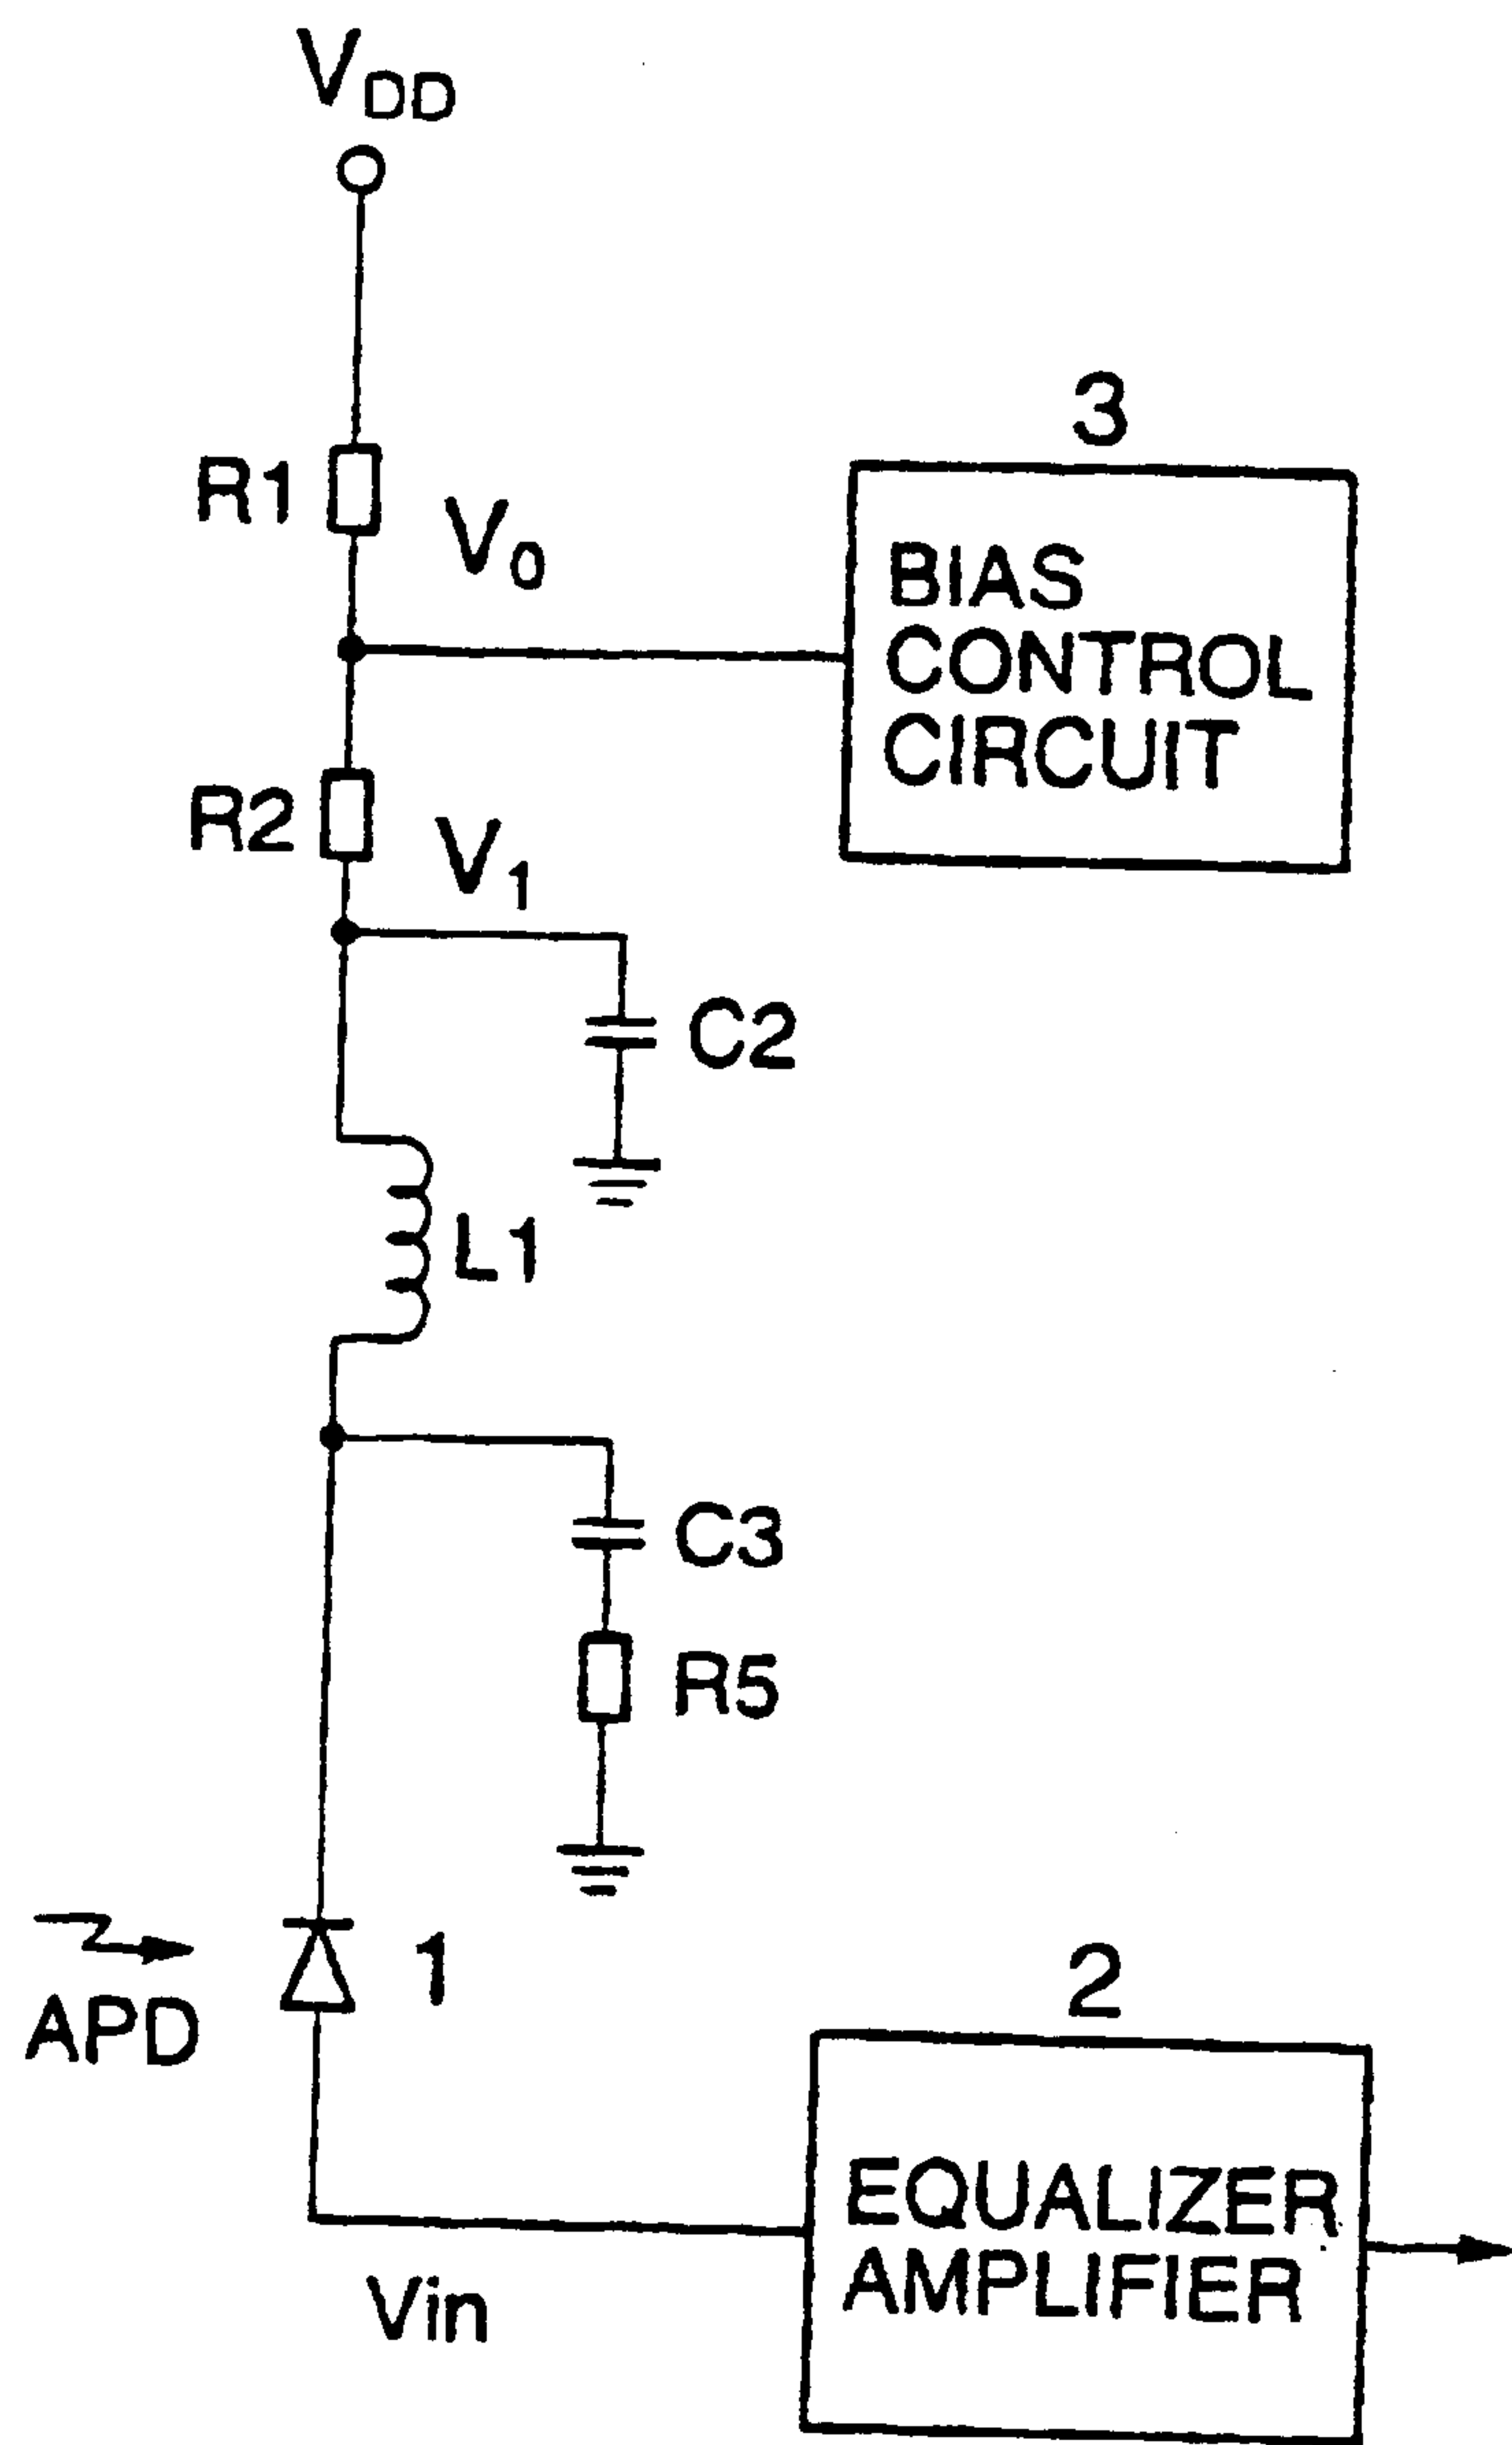 VDD
3
R1
V0
BIAS
CONTROL
CIRCUIT
R2
V1
C2
L1
C3
R5
1
APD
2
EQUALIZER
AMPLIFIER
Vin